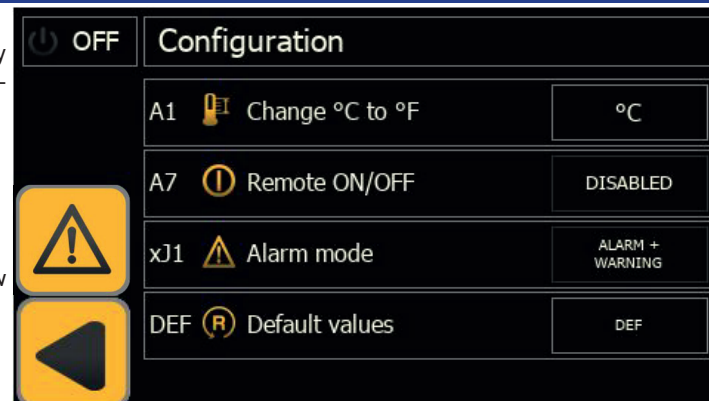 OFF
Configuration
A1 Change °C to °F
°C
A7 Remote ON/OFF
DISABLED
xJ1 Alarm mode
ALARM +
WARNING
DEF R Default values
DEF